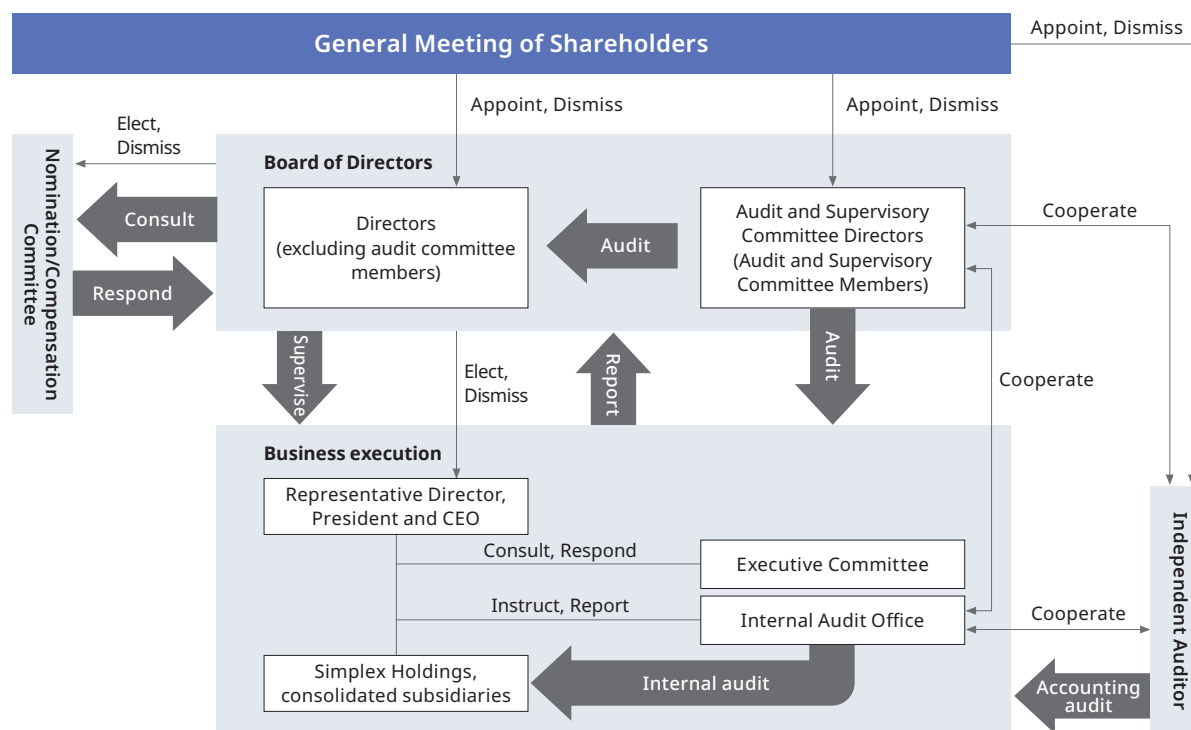 General Meeting of Shareholders
Appoint, Dismiss
Appoint, Dismiss
Appoint, Dismiss
Elect,
Dismiss
Nomination/Compensation
Committee
Consult
Respond
Board of Directors
Directors
(excluding audit committee
members)
Audit
Audit and Supervisory
Committee Directors
(Audit and Supervisory
Committee Members)
Cooperate
Supervise
Elect,
Dismiss
Report
Audit
Cooperate
Business execution
Representative Director,
President and CEO
Consult, Respond
Executive Committee
Instruct, Report
Internal Audit Office
Cooperate
Independent Auditor
Simplex Holdings,
consolidated subsidiaries
Internal audit
Accounting
audit